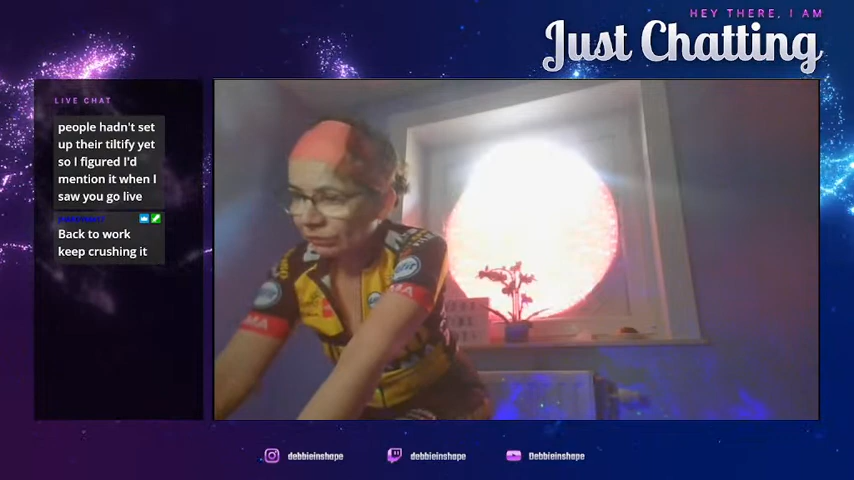 HEY THERE, I AM
Just Chatting
LIVE CHAT
people hadn't set
up their tiltify yet
so I figured I'd
mention it when I
saw you go live
Back to work
keep crushing it
debbieinshape
debbieinshape
Debbieinshape